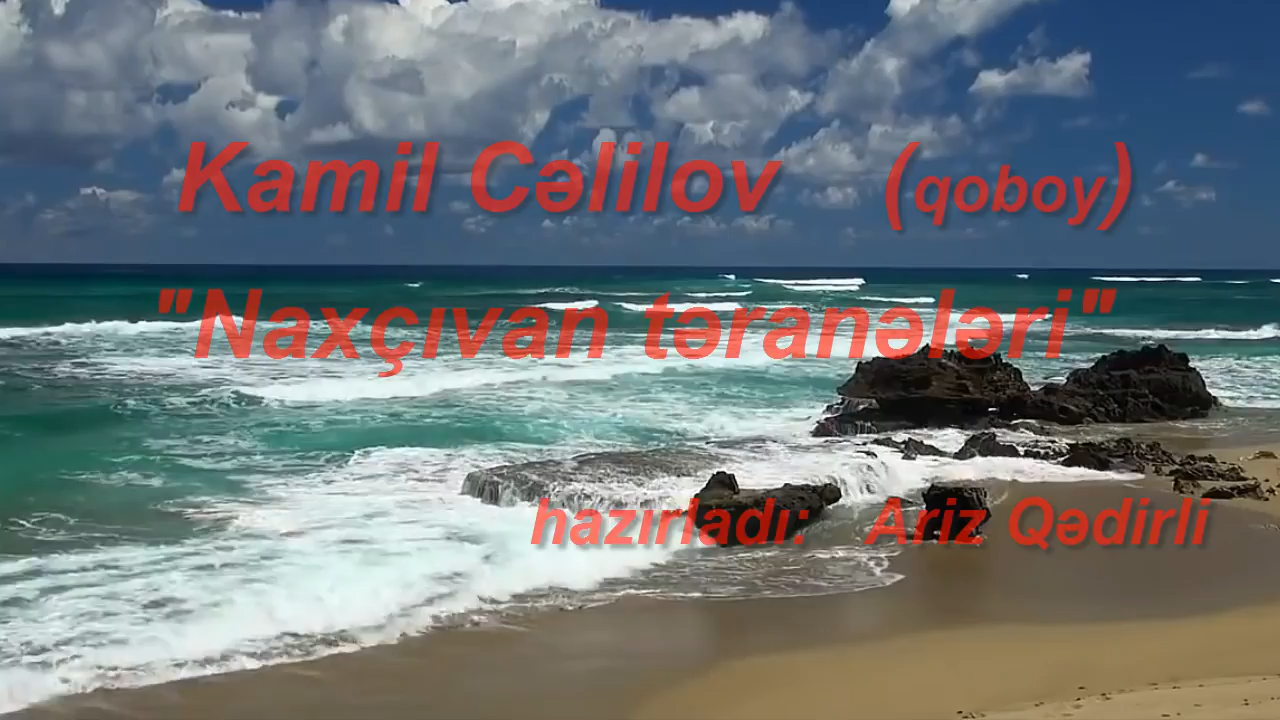 Kamil Cəlilov (qoboy)
"Naxçıvan təranələri"
hazırladı: Ariz Qədirli